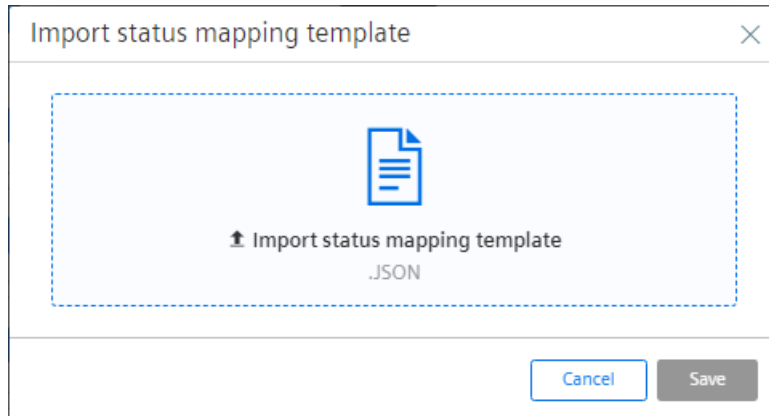 Import status mapping template
Import status mapping template
.JSON
Cancel
Save